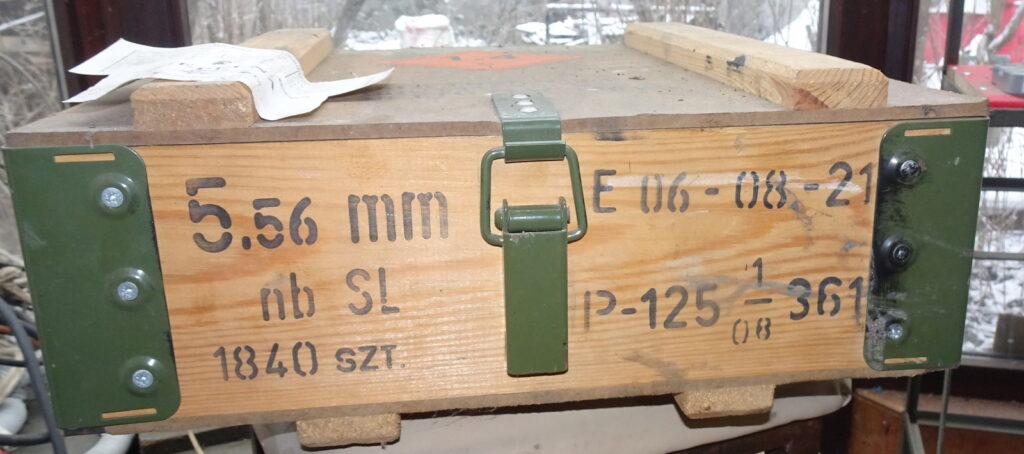 5.56 mm
nb SL
1840 SZT.
E 06-08-21
P-125 1/08 361